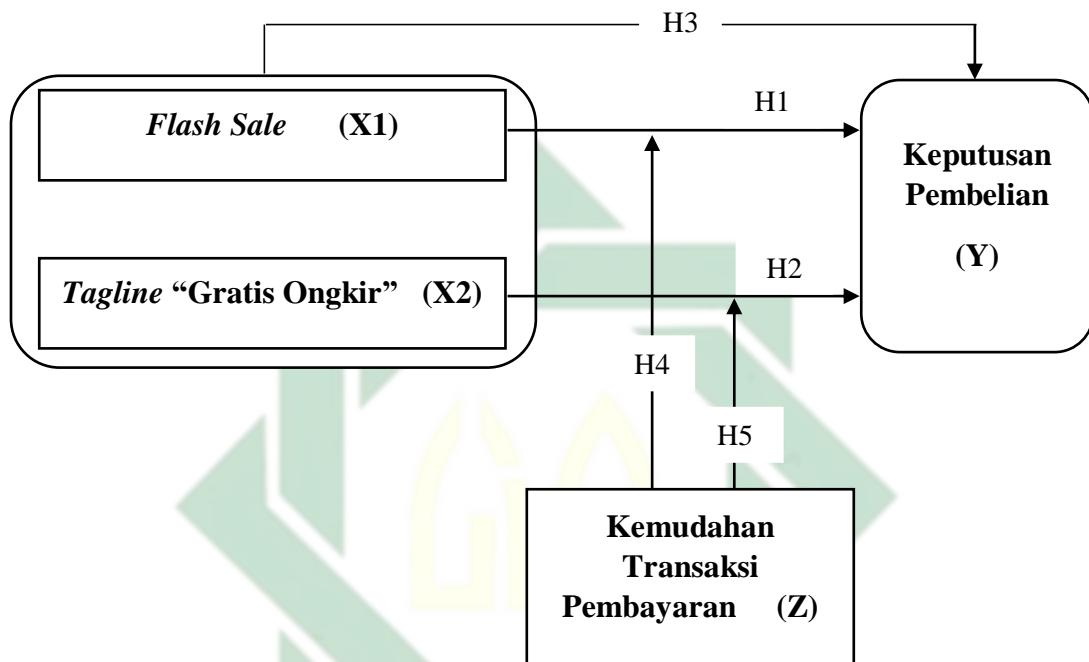 H3
Flash Sale (X1)
H1
Keputusan
Pembelian
(Y)
Tagline “Gratis Ongkir” (X2)
H2
H4
H5
Kemudahan
Transaksi
Pembayaran (Z)